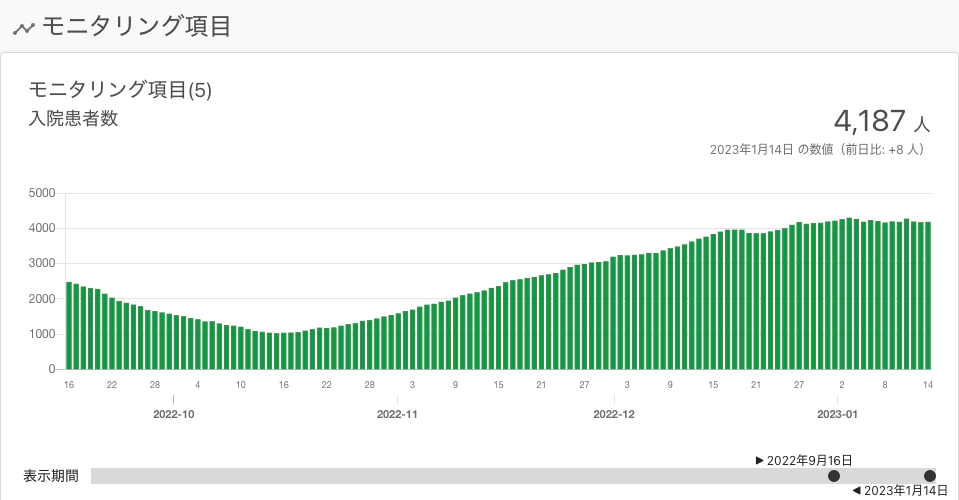 モニタリング項目
モニタリング項目(5)
入院患者数
4,187 人
2023年1月14日 の数値（前日比: +8 人）
5000
4000
3000
2000
1000
0
16 22 28 4 10 16 22 28 3 9 15 21 27 3 9 15 21 27 2 8 14
2022-10 2022-11 2022-12 2023-01
▶ 2022年9月16日
表示期間
◀ 2023年1月14日